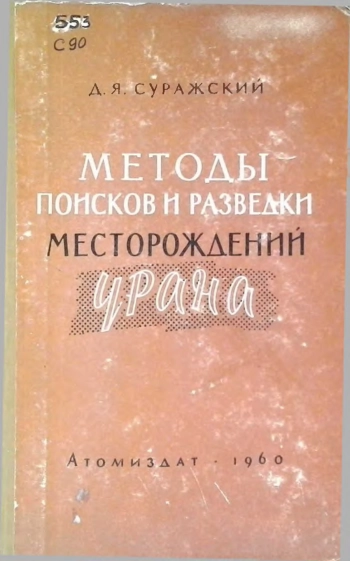 553
С90
Д. Я. СУРАЖСКИЙ
МЕТОДЫ
ПОИСКОВ И РАЗВЕДКИ
МЕСТОРОЖДЕНИЙ
УРАНА
АТОМИЗДАТ · 1960